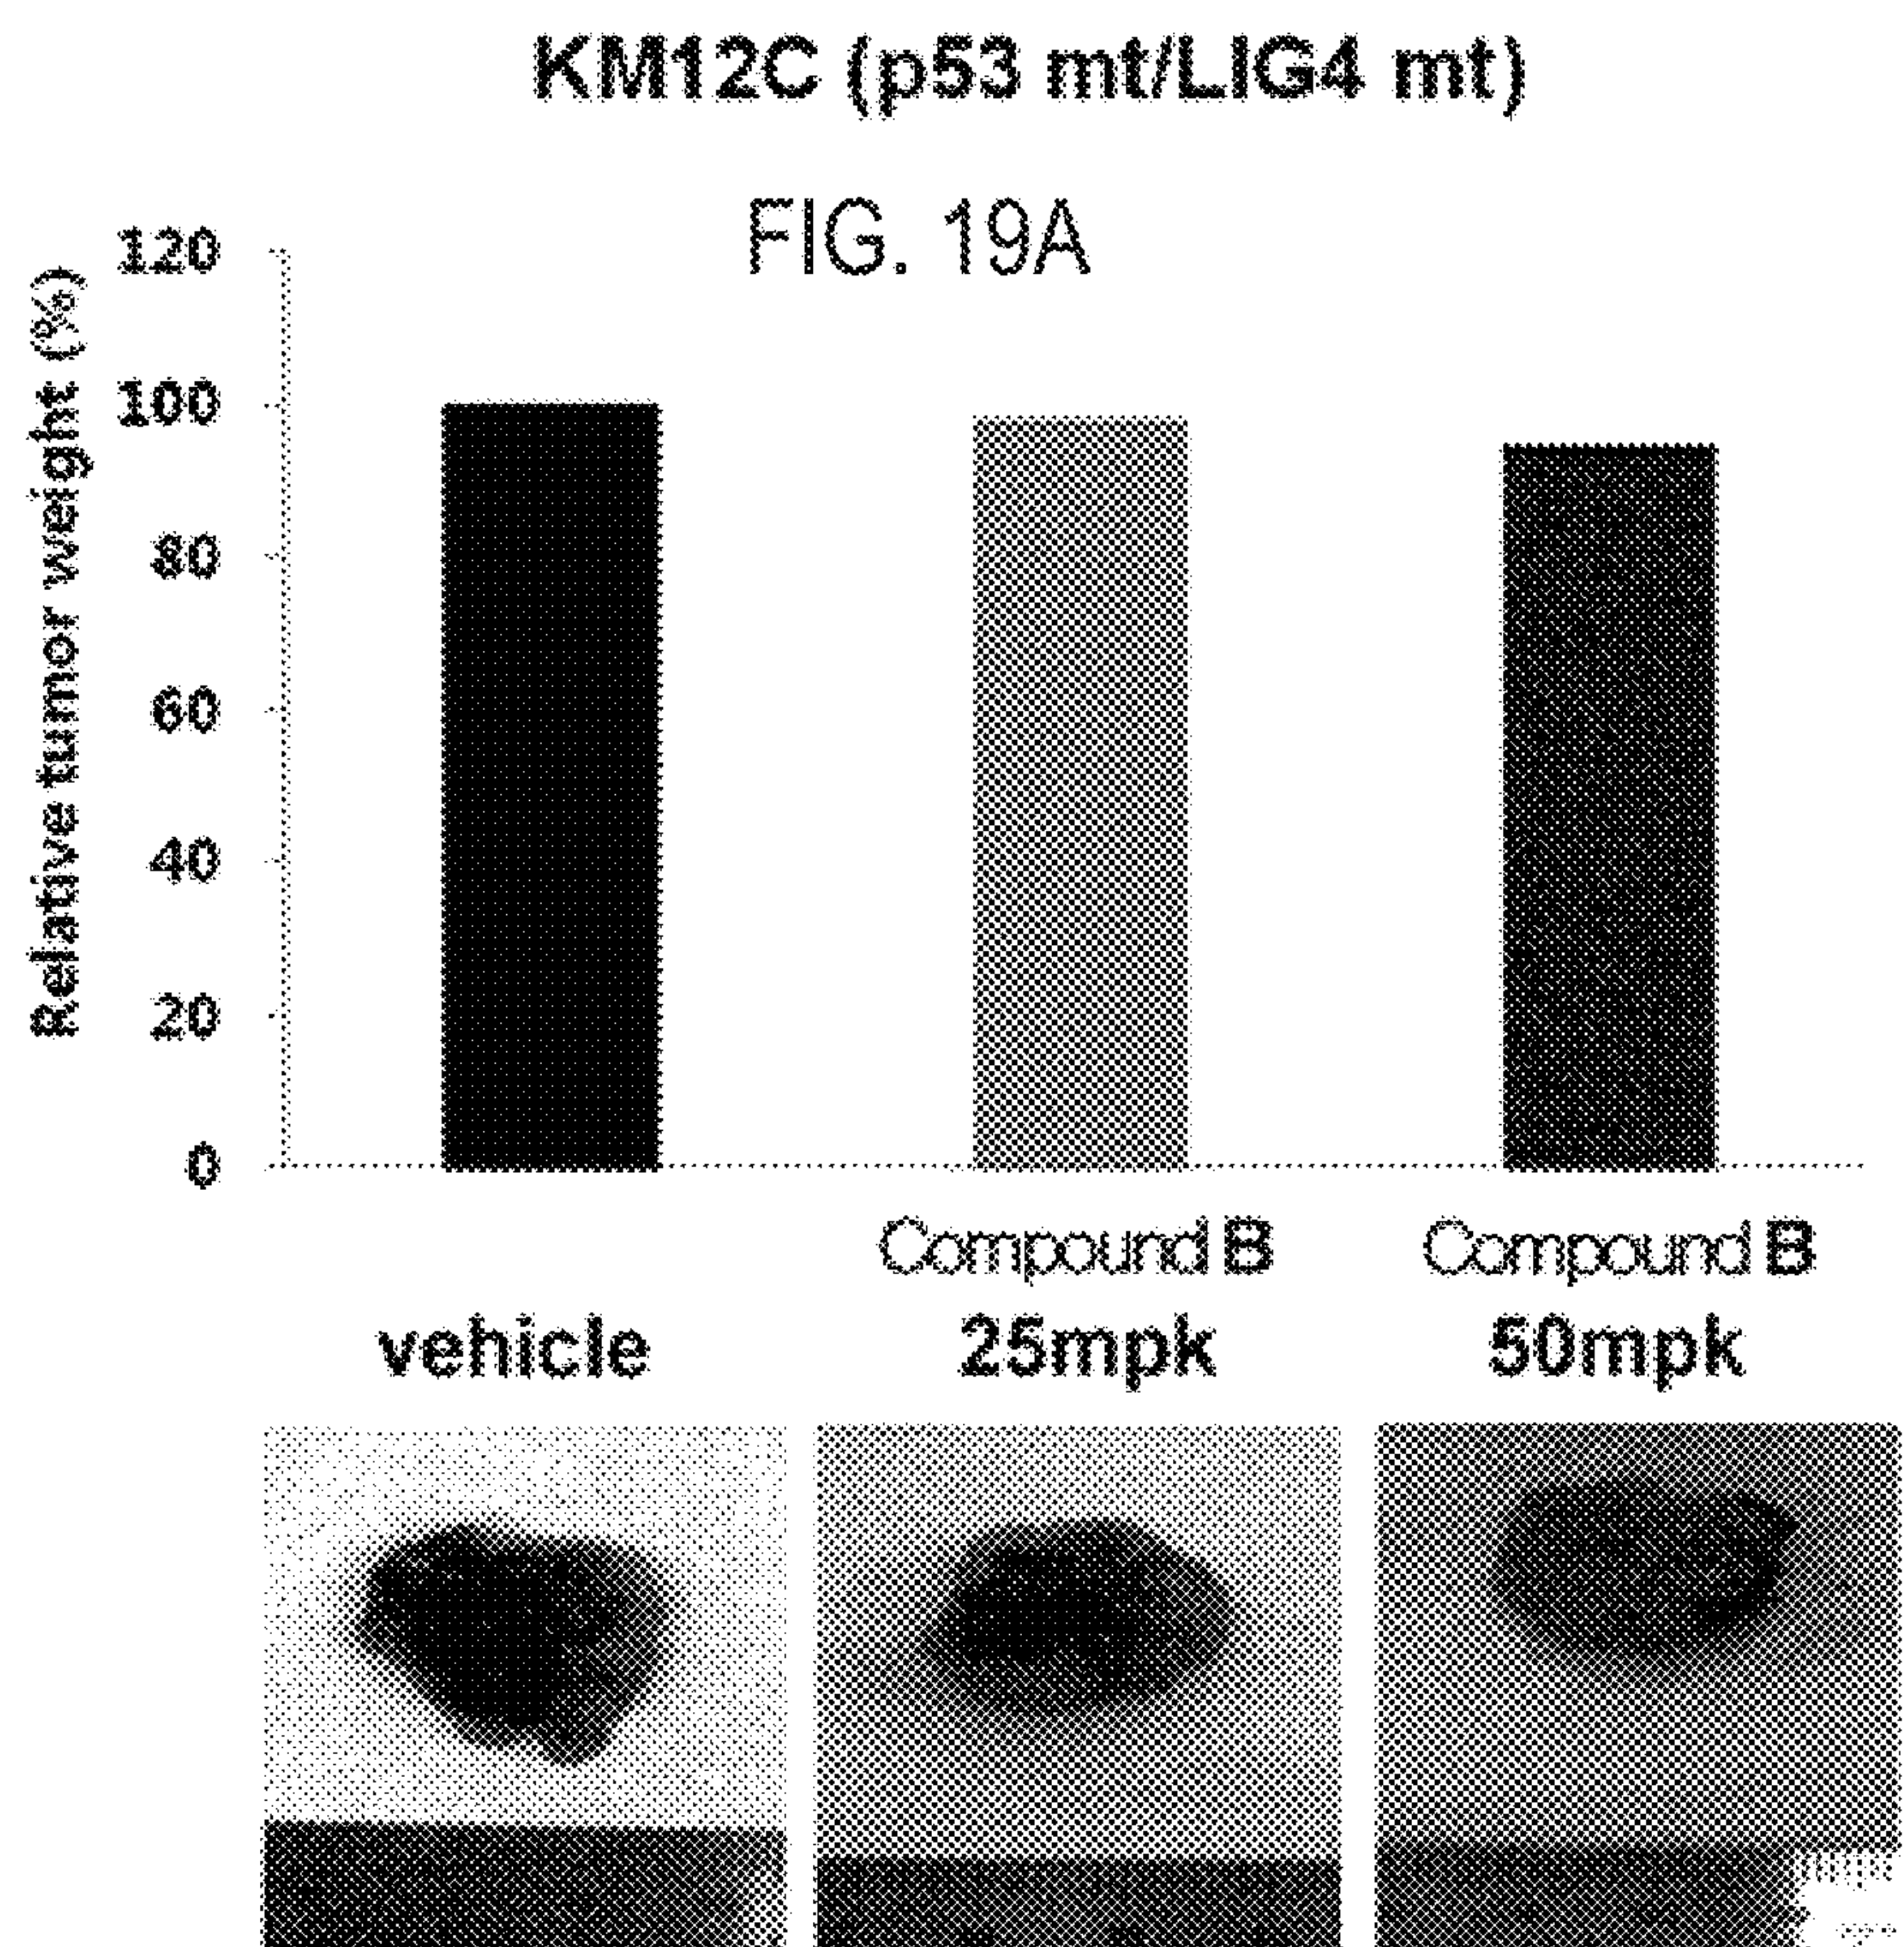 KM12C (p53 mt/LIG4 mt)
FIG. 19A
Relative tumor weight (%)
120
100
80
60
40
20
0
Compound B Compound B
vehicle 25mpk 50mpk